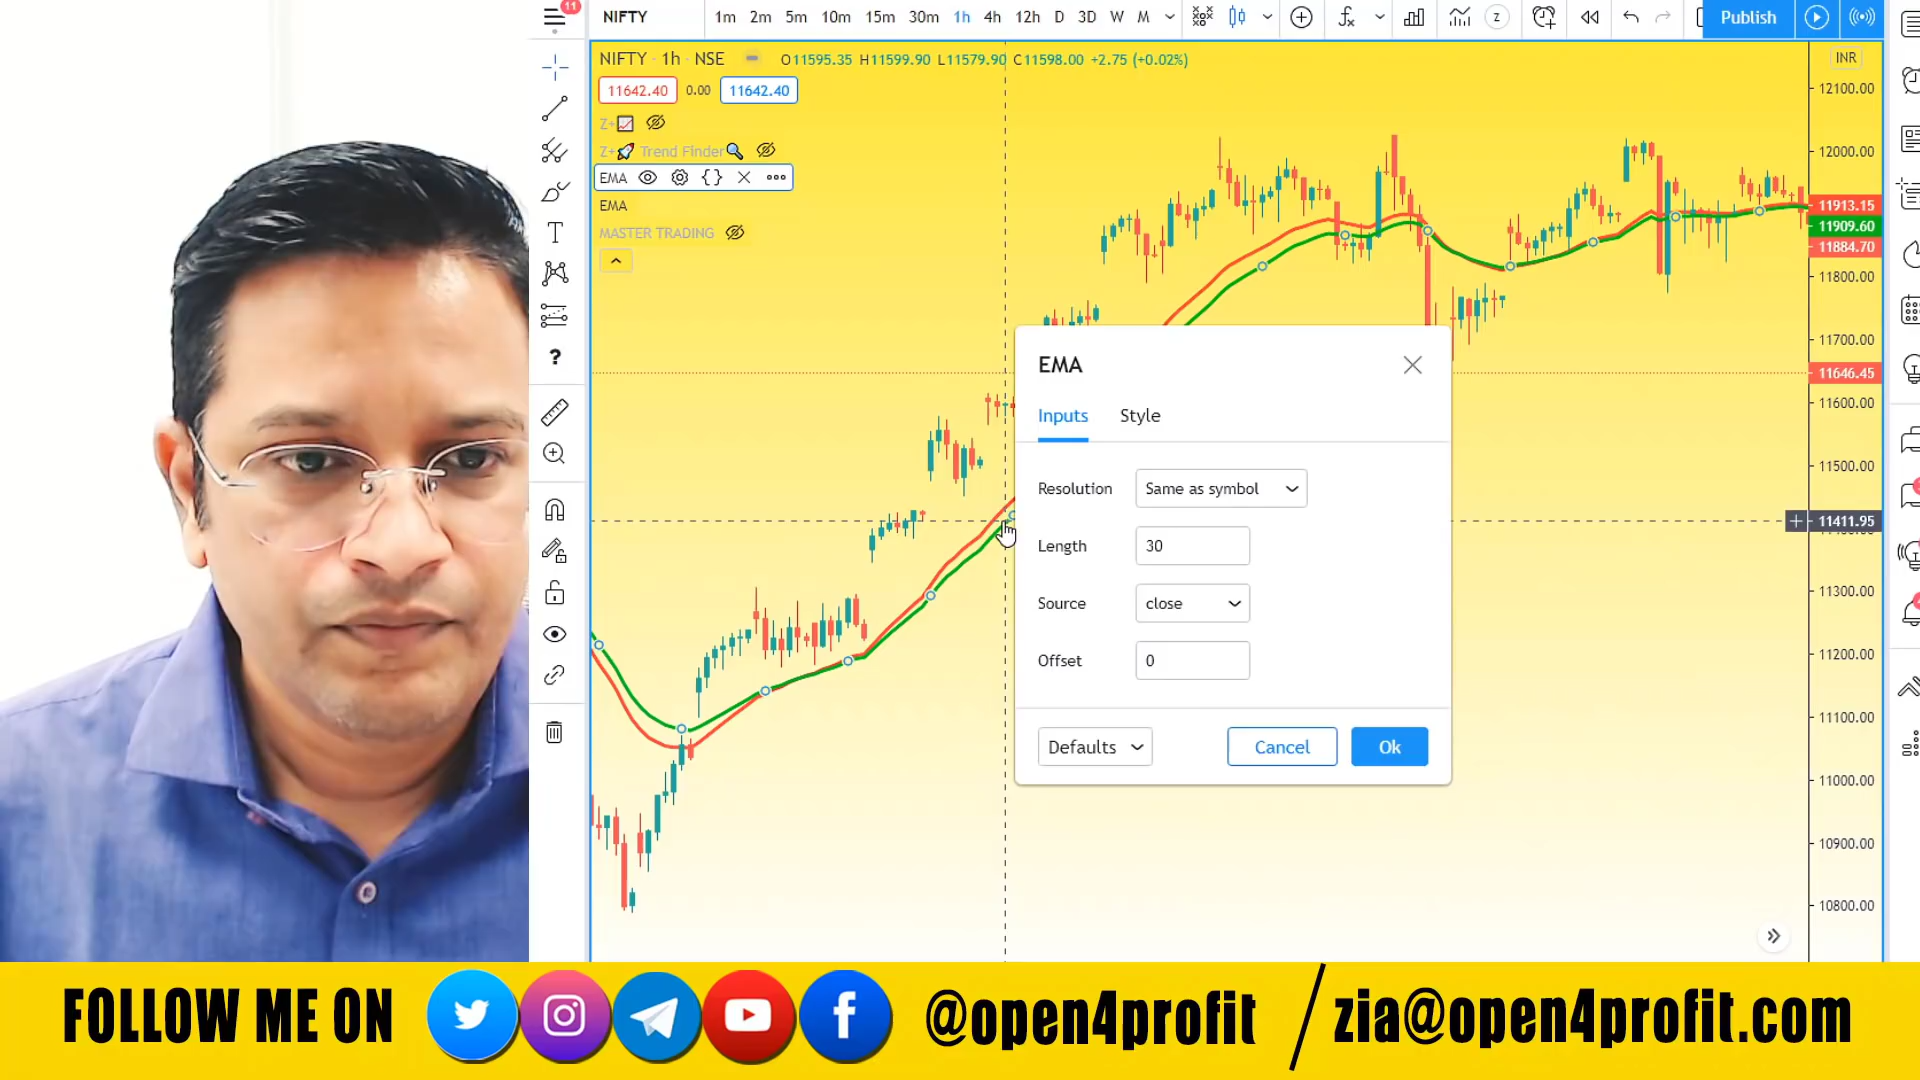 11
NIFTY 1m 2m 5m 10m 15m 30m 1h 4h 12h D 3D W M Z Publish
NIFTY · 1h · NSE O11595.35 H11599.90 L11579.90 C11598.00 +2.75 (+0.02%)
INR
11642.40 0.00 11642.40
Z+
Z+ Trend Finder
EMA
EMA
MASTER TRADING
12100.00
12000.00
11913.15
11909.60
11884.70
11800.00
11700.00
11646.45
11600.00
11500.00
11411.95
11300.00
11200.00
11100.00
11000.00
10900.00
10800.00
EMA
Inputs Style
Resolution Same as symbol
Length 30
Source close
Offset 0
Defaults Cancel Ok
FOLLOW ME ON @open4profit / zia@open4profit.com